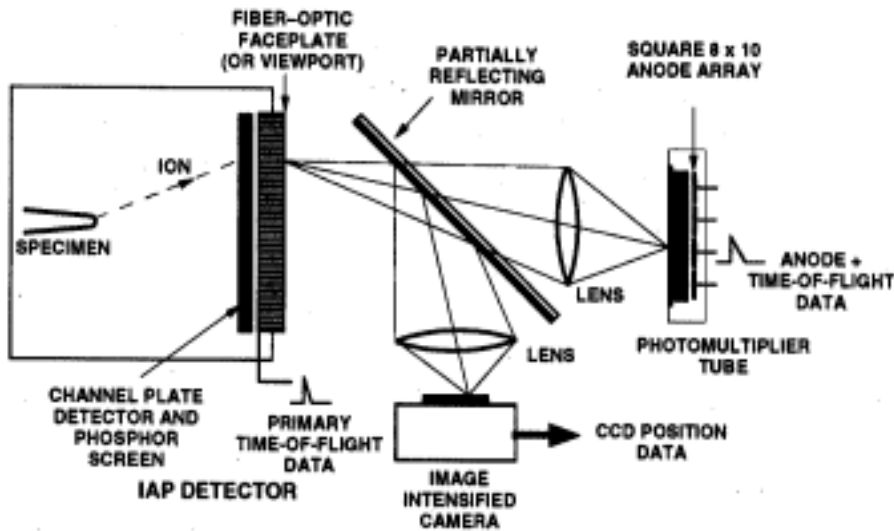 FIBER–OPTIC
FACEPLATE
(OR VIEWPORT)
PARTIALLY
REFLECTING
MIRROR
SQUARE 8 x 10
ANODE ARRAY
ION
SPECIMEN
LENS
ANODE +
TIME-OF-FLIGHT
DATA
LENS
PHOTOMULTIPLIER
TUBE
CHANNEL PLATE
DETECTOR AND
PHOSPHOR
SCREEN
PRIMARY
TIME-OF-FLIGHT
DATA
CCD POSITION
DATA
IAP DETECTOR
IMAGE
INTENSIFIED
CAMERA